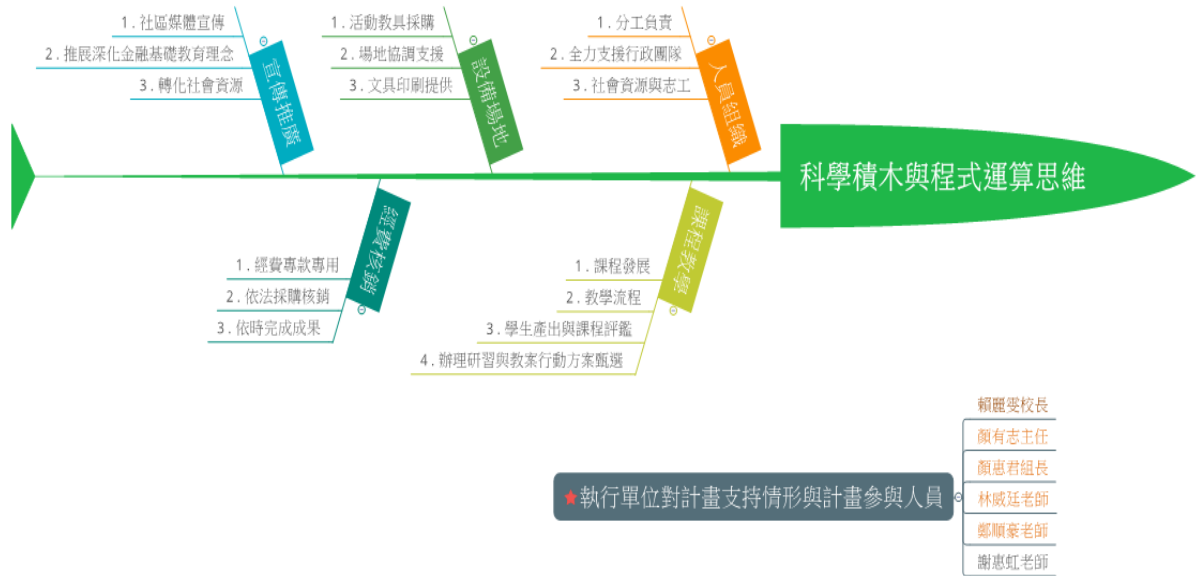 1 . 社區媒體宣傳
2 . 推展深化金融基礎教育理念
3 . 轉化社會資源
宣傳推廣
1 . 活動教具採購
2 . 場地協調支援
3 . 文具印刷提供
設備場地
1 . 分工負責
2 . 全力支援行政團隊
3 . 社會資源與志工
人員組織
科學積木與程式運算思維
經費核銷
1 . 經費專款專用
2 . 依法採購核銷
3 . 依時完成成果
課程教學
1 . 課程發展
2 . 教學流程
3 . 學生產出與課程評鑑
4 . 辦理研習與教案行動方案甄選
執行單位對計畫支持情形與計畫參與人員
賴麗雯校長
顏有志主任
顏惠君組長
林威廷老師
鄭順豪老師
謝惠虹老師